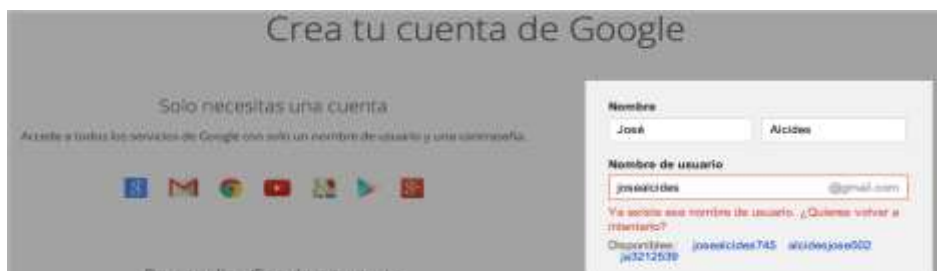 Crea tu cuenta de Google
Solo necesitas una cuenta
Accede a todos los servicios de Google con solo un nombre de usuario y una contraseña.
Nombre
José
Alcides
Nombre de usuario
josealcides
@gmail.com
Ya existe ese nombre de usuario. ¿Quieres volver a
intentarlo?
Disponibles: josealcides745 alcidesjose502
ja3212539